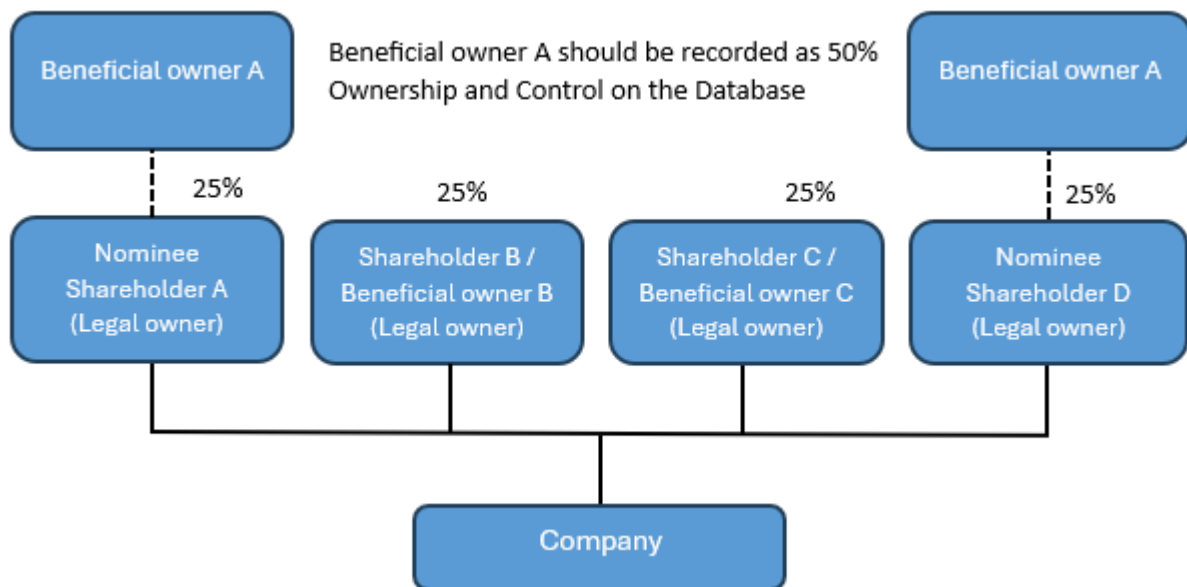 Beneficial owner A
Beneficial owner A should be recorded as 50%
Ownership and Control on the Database
Beneficial owner A
25%
25%
25%
25%
Nominee
Shareholder A
(Legal owner)
Shareholder B /
Beneficial owner B
(Legal owner)
Shareholder C /
Beneficial owner C
(Legal owner)
Nominee
Shareholder D
(Legal owner)
Company